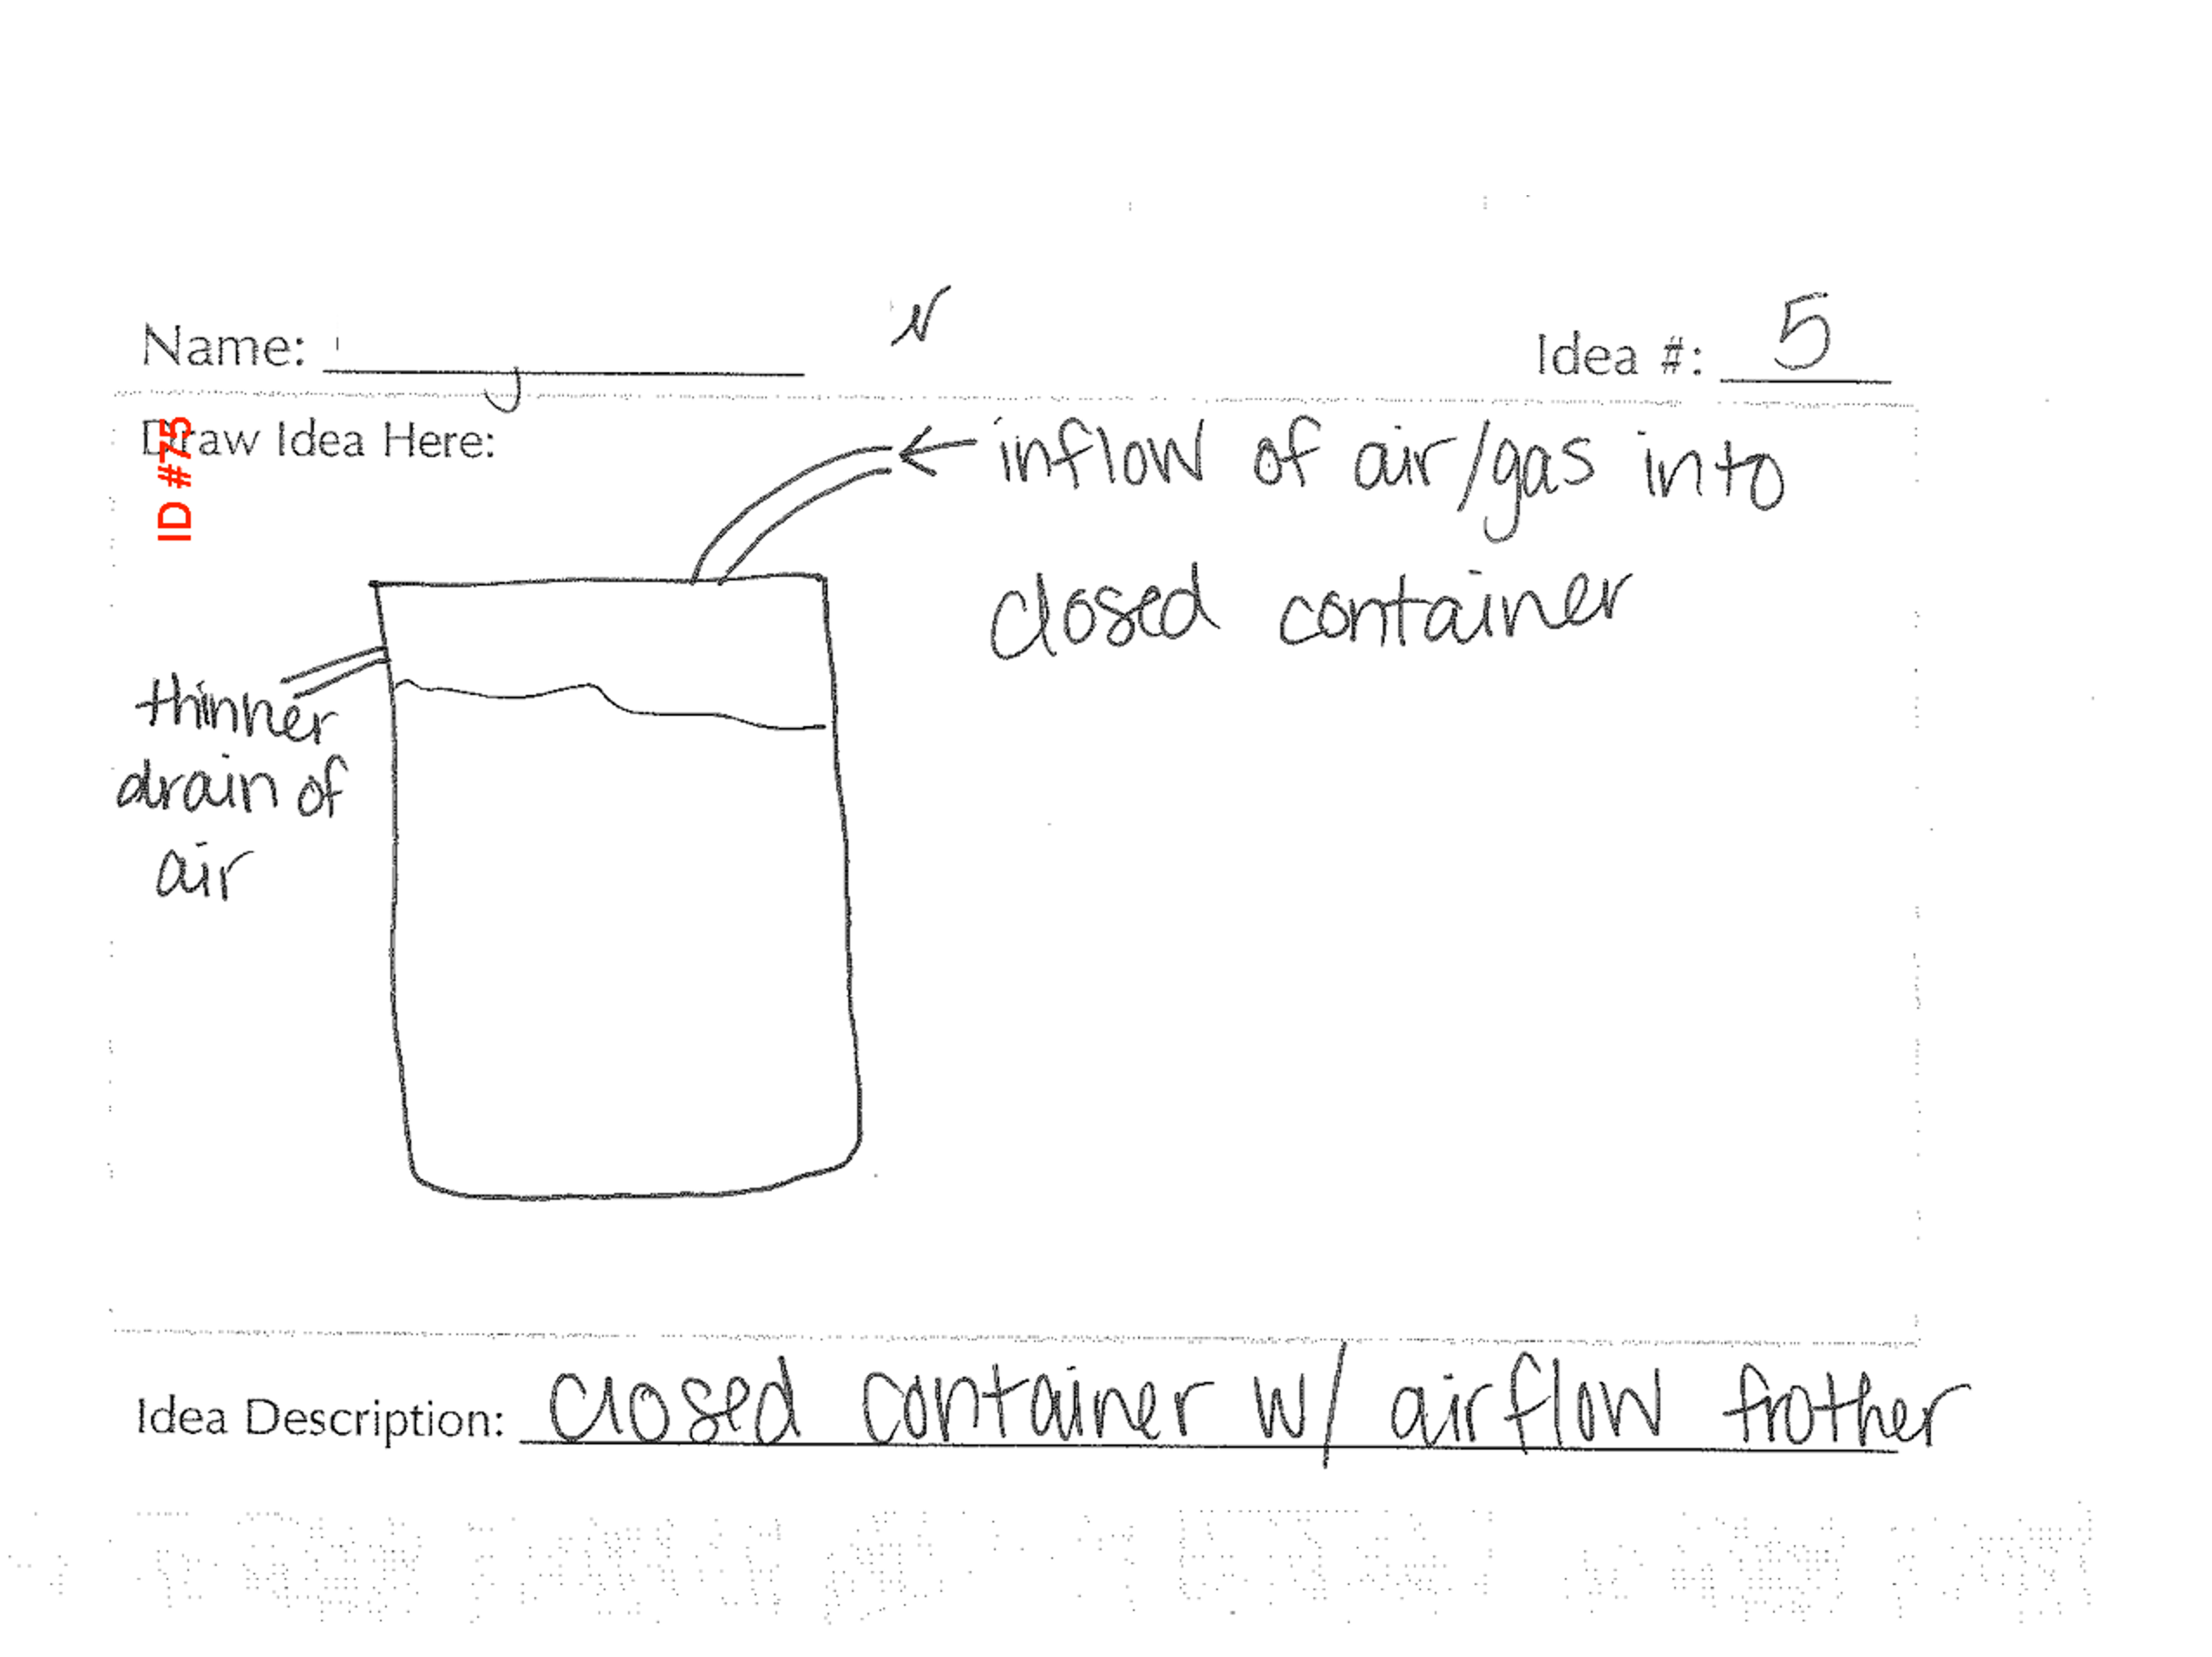 Name:
Idea #: 5
Draw Idea Here:
ID #75
inflow of air/gas into
closed container
thinner
drain of
air
Idea Description: closed container w/ airflow frother